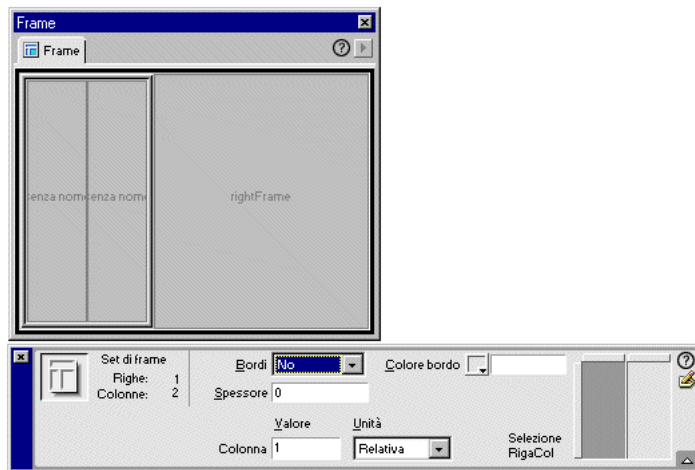 Frame
Frame
enza nome enza nome
rightFrame
Set di frame
Righe: 1
Colonne: 2
Bordi No
Colore bordo
Spessore 0
Valore
Unità
Colonna 1
Relativa
Selezione
RigaCol